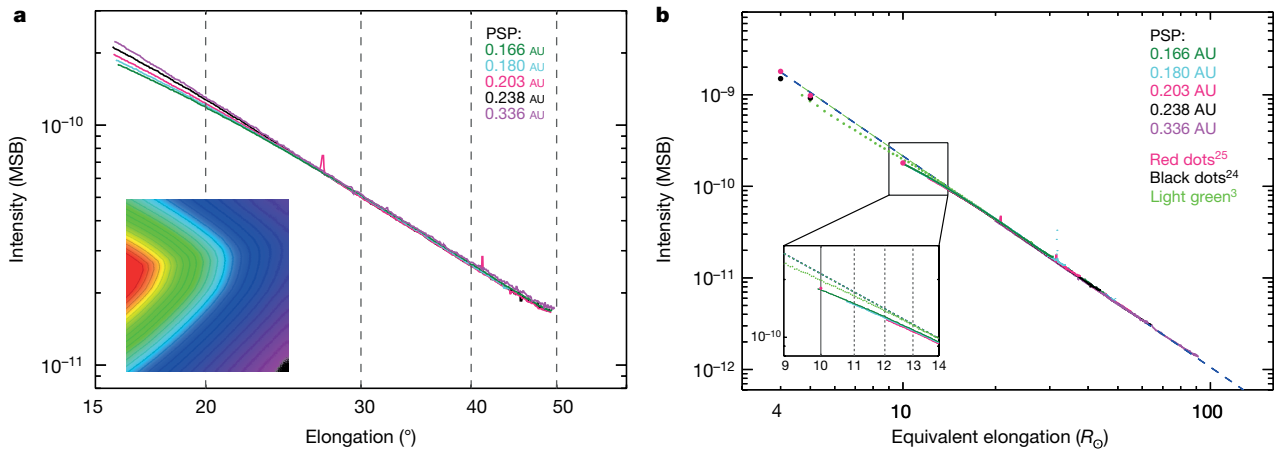 a
PSP:
0.166 AU
0.180 AU
0.203 AU
0.238 AU
0.336 AU
10⁻¹⁰
10⁻¹¹
Intensity (MSB)
15
20
30
40
50
Elongation (°)
b
PSP:
0.166 AU
0.180 AU
0.203 AU
0.238 AU
0.336 AU
Red dots²⁵
Black dots²⁴
Light green³
10⁻⁹
10⁻¹⁰
10⁻¹¹
10⁻¹²
Intensity (MSB)
10⁻¹⁰
9
10
11
12
13
14
4
10
100
Equivalent elongation (R☉)